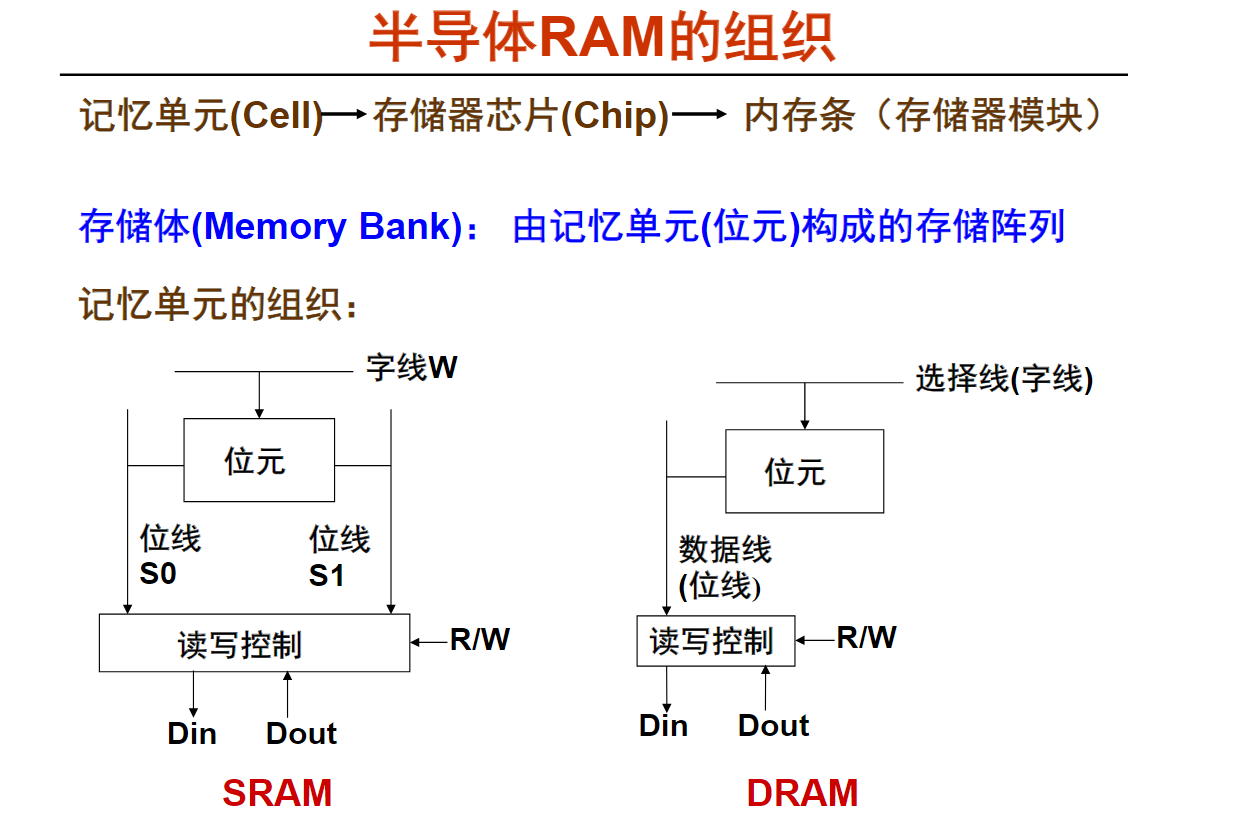 半导体RAM的组织
记忆单元(Cell)→存储器芯片(Chip)→ 内存条（存储器模块）
存储体(Memory Bank)： 由记忆单元(位元)构成的存储阵列
记忆单元的组织：
字线W
位元
位线
S0
位线
S1
读写控制
R/W
Din
Dout
SRAM
选择线(字线)
位元
数据线
(位线)
读写控制
R/W
Din
Dout
DRAM